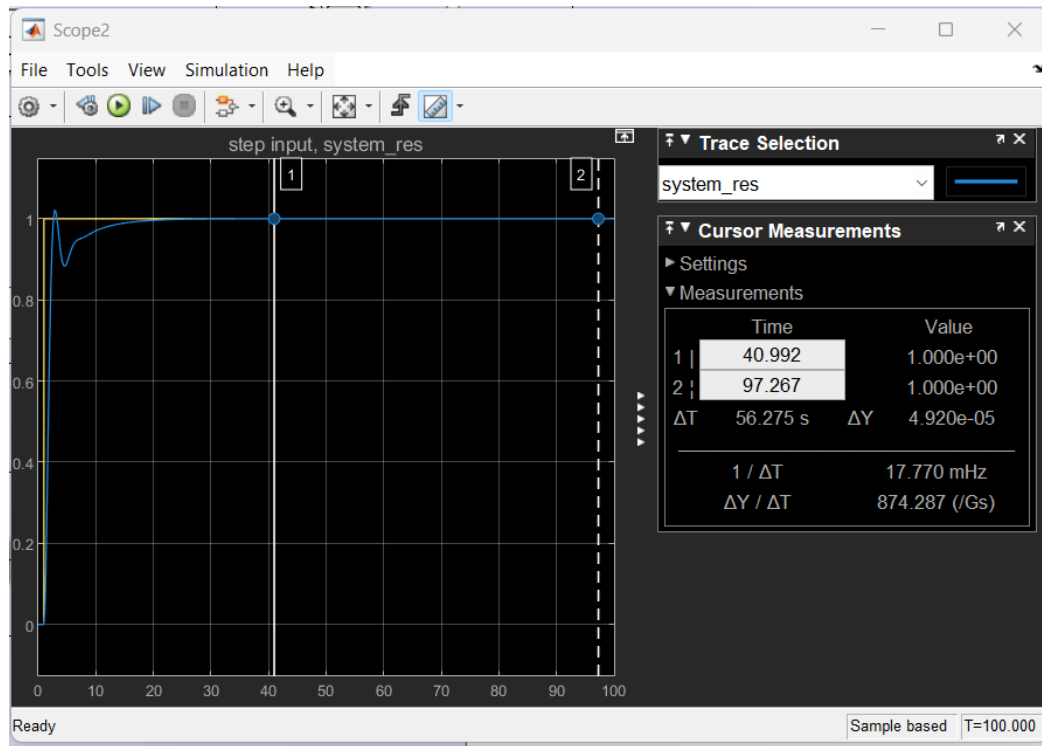 Scope2
File Tools View Simulation Help
step input, system_res
1
2
1
0.8
0.6
0.4
0.2
0
0 10 20 30 40 50 60 70 80 90 100
Trace Selection
system_res
Cursor Measurements
Settings
Measurements
Time Value
1 | 40.992 1.000e+00
2 ¦ 97.267 1.000e+00
ΔT 56.275 s ΔY 4.920e-05
1 / ΔT 17.770 mHz
ΔY / ΔT 874.287 (/Gs)
Ready Sample based T=100.000